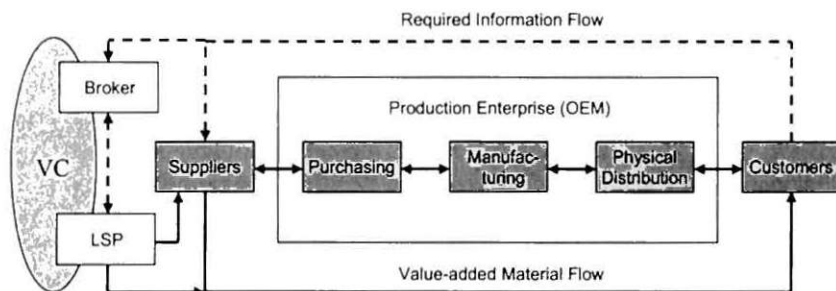 Required Information Flow
Broker
Production Enterprise (OEM)
VC
Suppliers
Purchasing
Manufac-
turing
Physical
Distribution
Customers
LSP
Value-added Material Flow